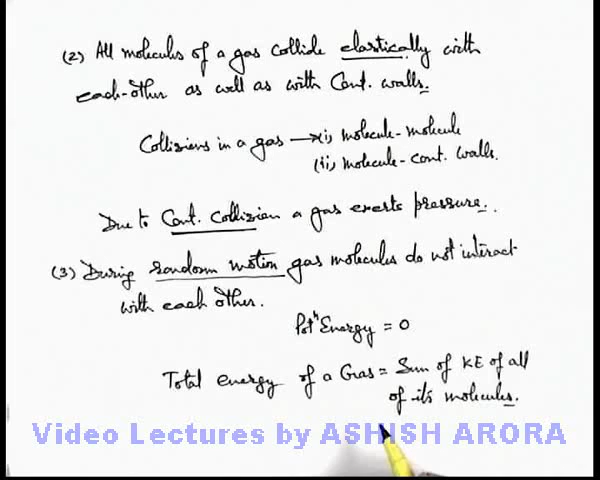 (2) All molecules of a gas collide elastically with
each-other as well as with Cont. walls.
Collisions in a gas → (i) molecule-molecule
(ii) molecule-cont. walls.
Due to Cont. Collision a gas exerts pressure.
(3) During random motion gas molecules do not interact
with each other.
Potⁿ Energy = 0
Total energy of a Gas = Sum of KE of all
of its molecules.
Video Lectures by ASHISH ARORA